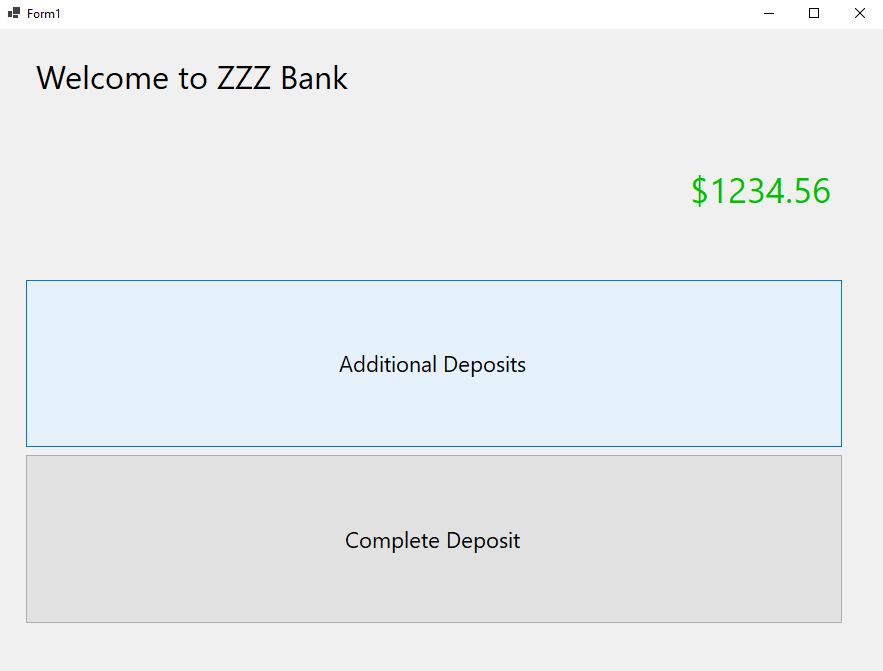 Form1
Welcome to ZZZ Bank
$1234.56
Additional Deposits
Complete Deposit